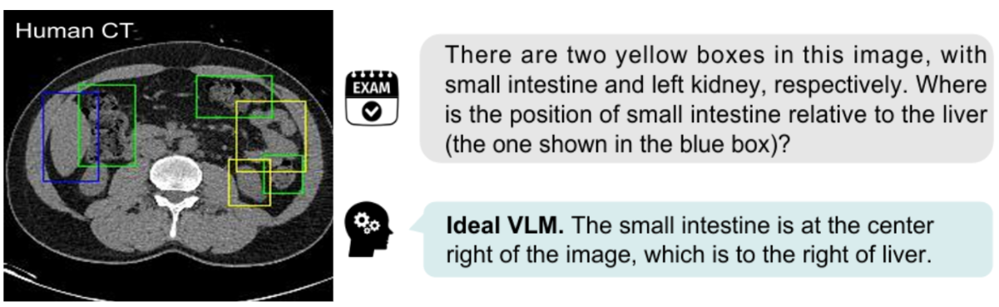 Human CT
EXAM
There are two yellow boxes in this image, with
small intestine and left kidney, respectively. Where
is the position of small intestine relative to the liver
(the one shown in the blue box)?
Ideal VLM. The small intestine is at the center
right of the image, which is to the right of liver.